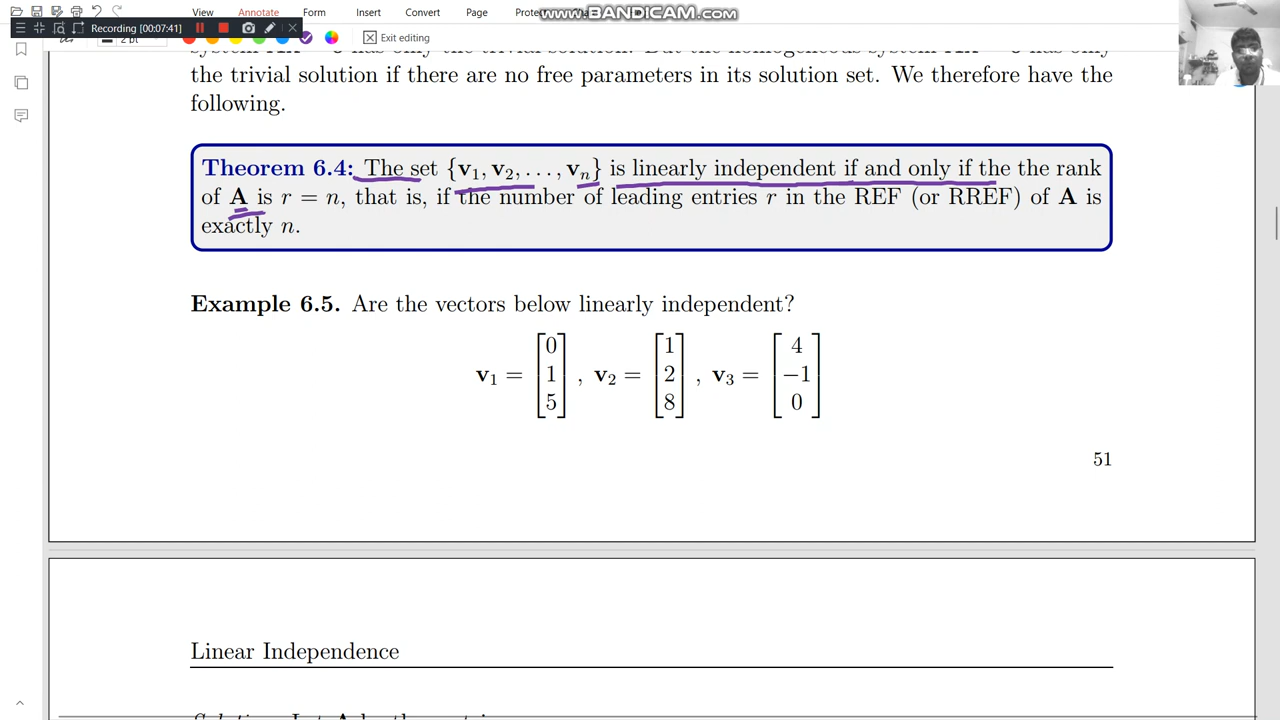 View Annotate Form Insert Convert Page
www.BANDICAM.com
Recording [00:07:41]
2 pt
Exit editing
the trivial solution if there are no free parameters in its solution set. We therefore have the
following.
Theorem 6.4: The set {v1, v2, . . . , vn} is linearly independent if and only if the the rank
of A is r = n, that is, if the number of leading entries r in the REF (or RREF) of A is
exactly n.
Example 6.5. Are the vectors below linearly independent?
v1 = [0 1 5], v2 = [1 2 8], v3 = [4 −1 0]
51
Linear Independence